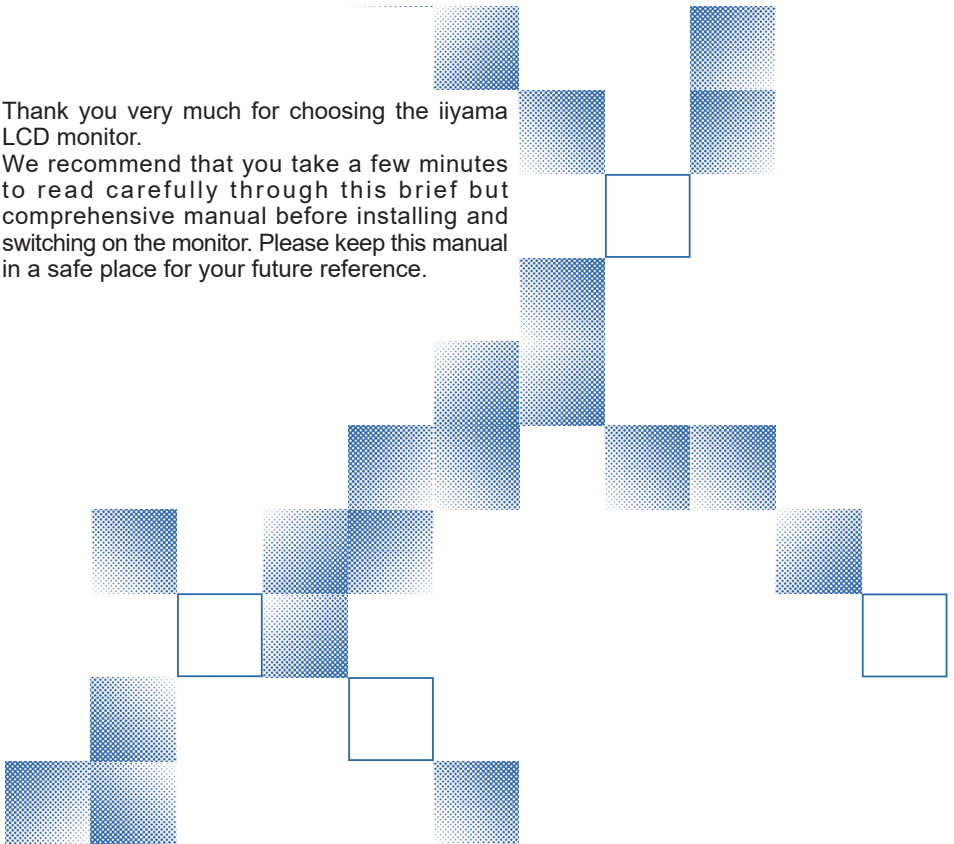 Thank you very much for choosing the iiyama
LCD monitor.
We recommend that you take a few minutes
to read carefully through this brief but
comprehensive manual before installing and
switching on the monitor. Please keep this manual
in a safe place for your future reference.